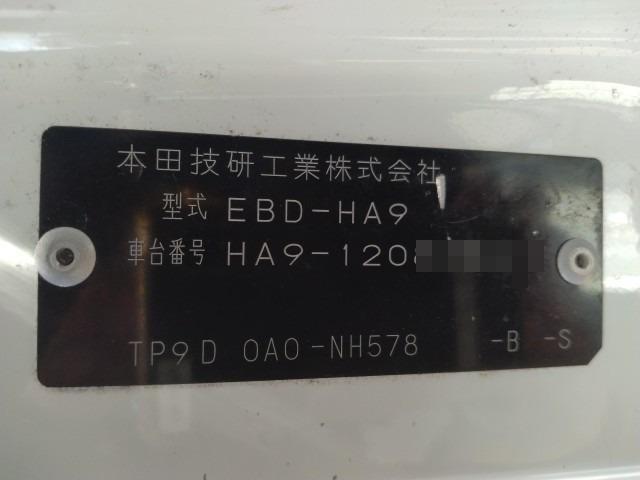 本田技研工業株式会社
型式 EBD-HA9
車台番号 HA9-120
TP9D 0A0-NH578 -B -S